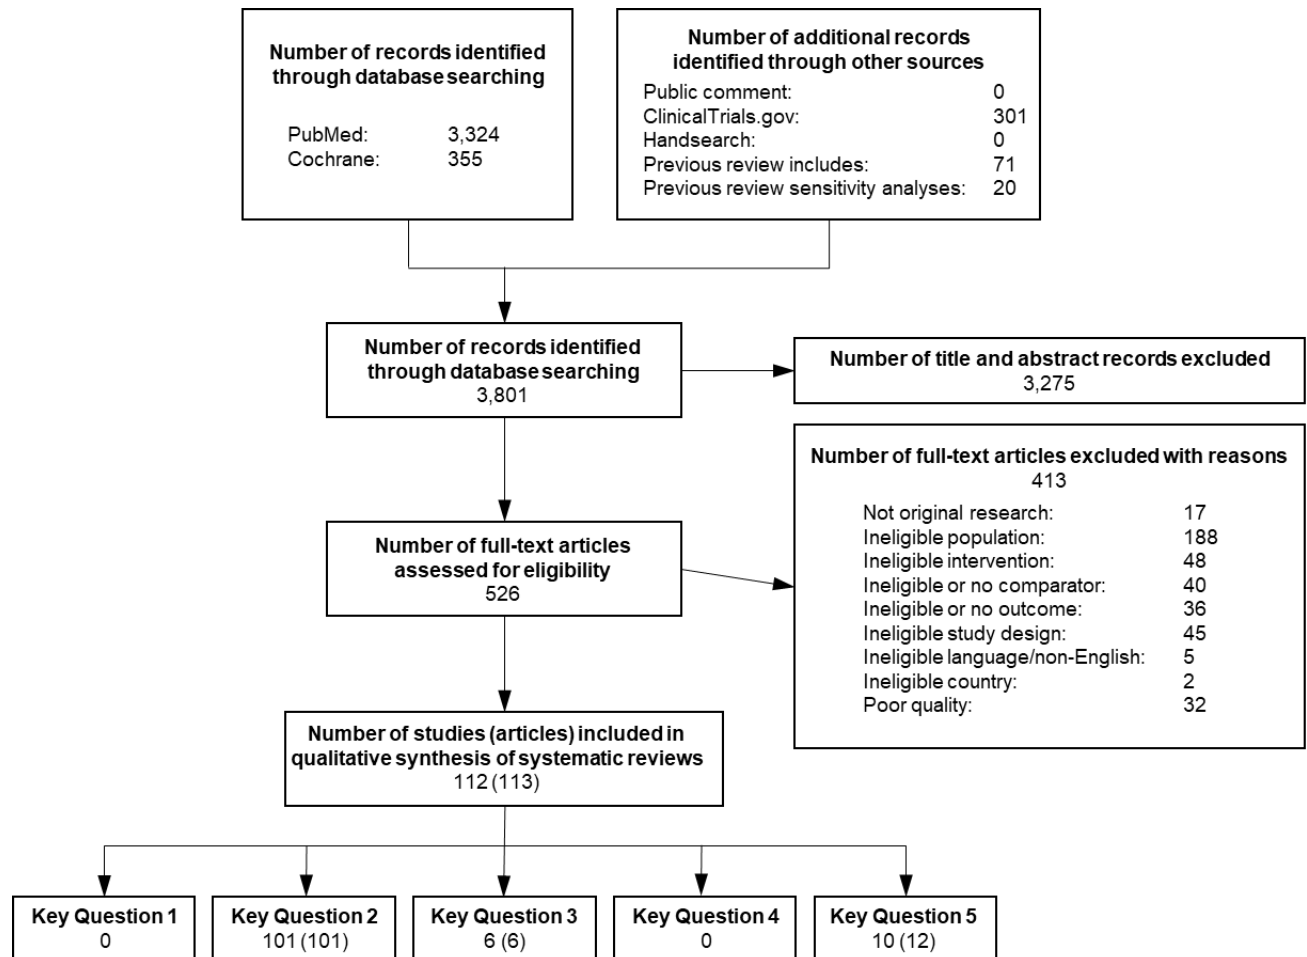 Number of records identified
through database searching
PubMed: 3,324
Cochrane: 355
Number of additional records
identified through other sources
Public comment: 0
ClinicalTrials.gov: 301
Handsearch: 0
Previous review includes: 71
Previous review sensitivity analyses: 20
Number of records identified
through database searching
3,801
Number of title and abstract records excluded
3,275
Number of full-text articles excluded with reasons
413
Not original research: 17
Ineligible population: 188
Ineligible intervention: 48
Ineligible or no comparator: 40
Ineligible or no outcome: 36
Ineligible study design: 45
Ineligible language/non-English: 5
Ineligible country: 2
Poor quality: 32
Number of full-text articles
assessed for eligibility
526
Number of studies (articles) included in
qualitative synthesis of systematic reviews
112 (113)
Key Question 1
0
Key Question 2
101 (101)
Key Question 3
6 (6)
Key Question 4
0
Key Question 5
10 (12)